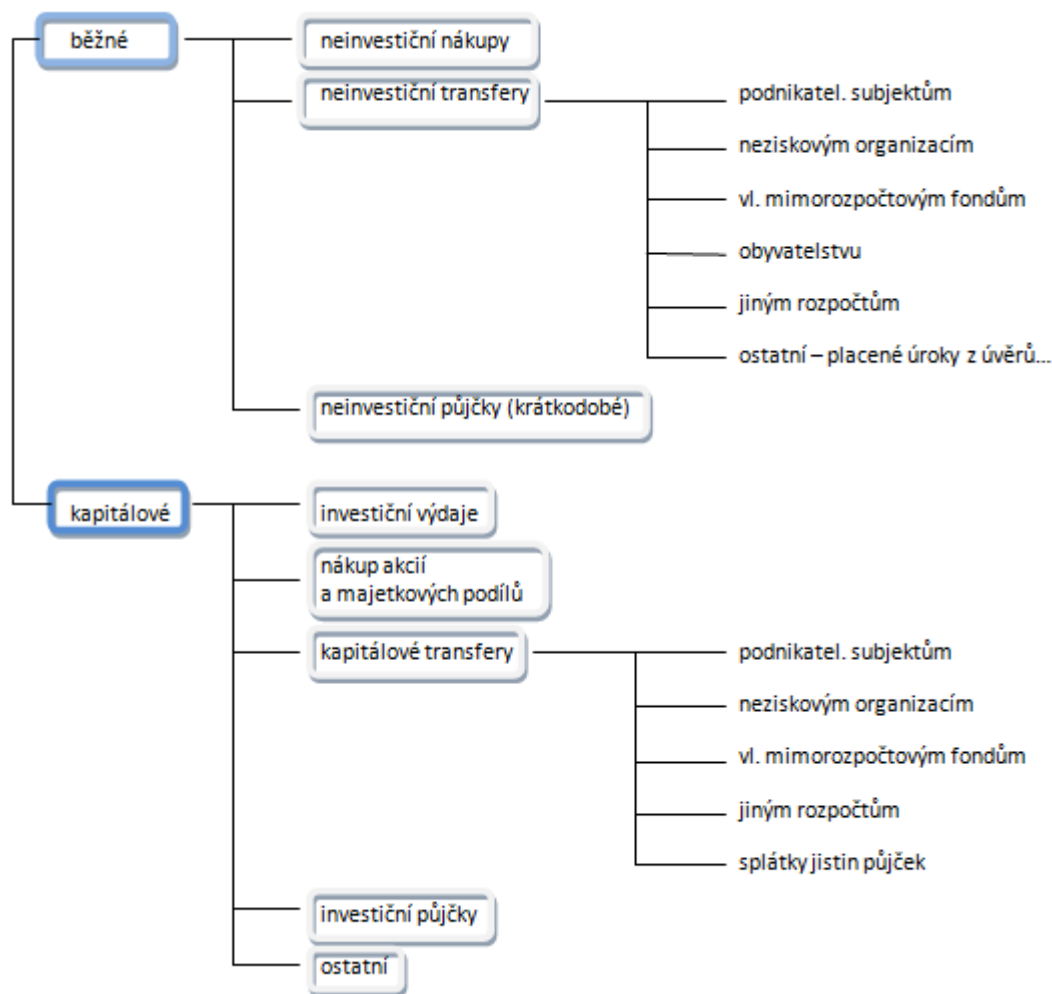 běžné
neinvestiční nákupy
neinvestiční transfery
podnikatel. subjektům
neziskovým organizacím
vl. mimorozpočtovým fondům
obyvatelstvu
jiným rozpočtům
ostatní – placené úroky z úvěrů...
neinvestiční půjčky (krátkodobé)
kapitálové
investiční výdaje
nákup akcií
a majetkových podílů
kapitálové transfery
podnikatel. subjektům
neziskovým organizacím
vl. mimorozpočtovým fondům
jiným rozpočtům
splátky jistin půjček
investiční půjčky
ostatní